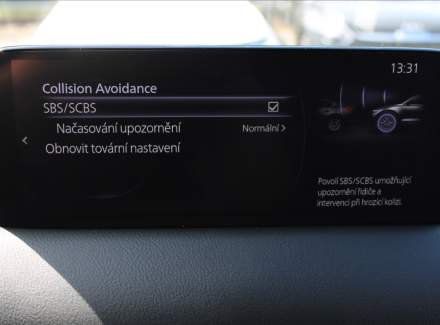 13:31
Collision Avoidance
SBS/SCBS
Načasování upozornění
Normální
Obnovit tovární nastavení
Povolí SBS/SCBS umožňující
upozornění řidiče a
intervenci při hrozící kolizi.